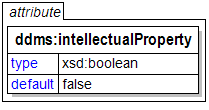 attribute
ddms:intellectualProperty
type xsd:boolean
default false